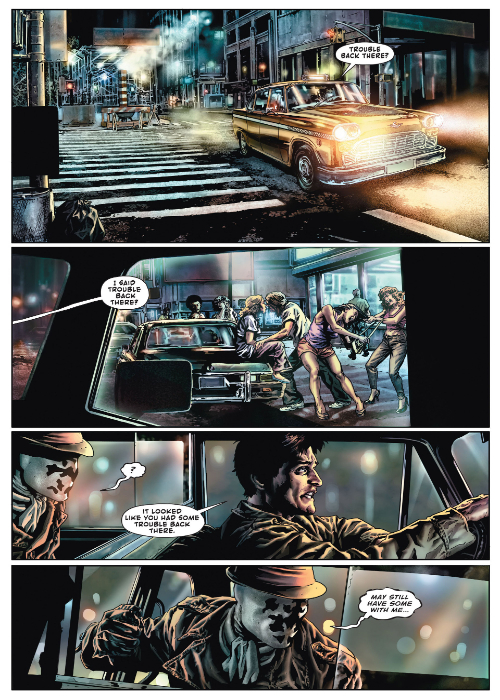 TROUBLE
BACK THERE?
I SAID
TROUBLE
BACK
THERE?
?
IT LOOKED
LIKE YOU HAD SOME
TROUBLE BACK
THERE.
MAY STILL
HAVE SOME
WITH ME...